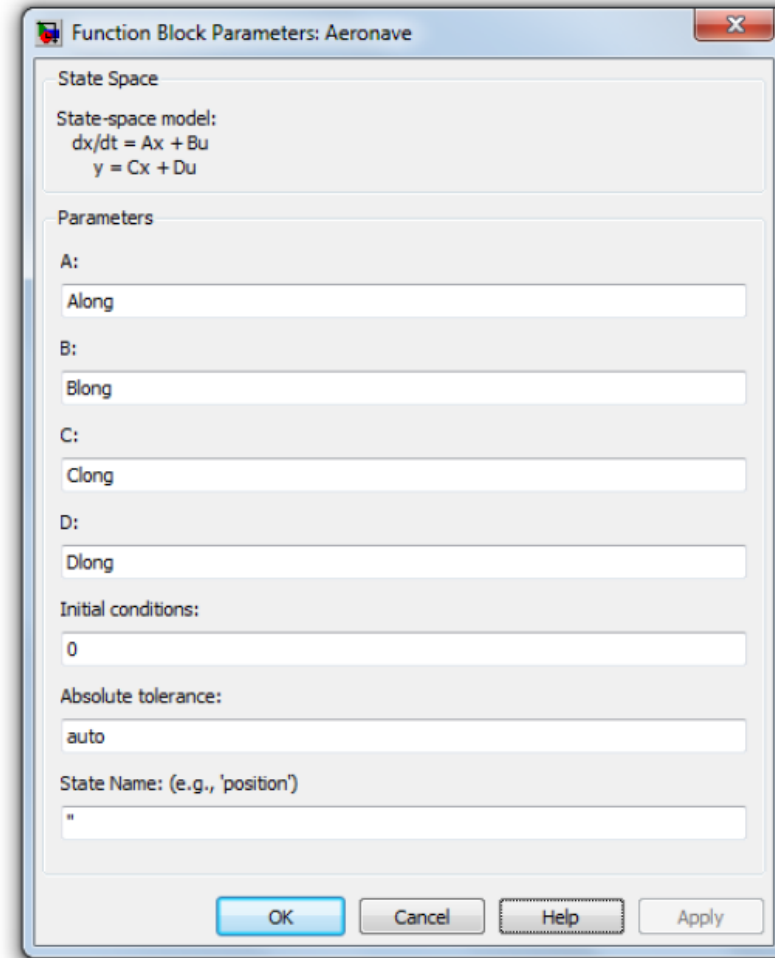 Function Block Parameters: Aeronave
State Space
State-space model:
dx/dt = Ax + Bu
y = Cx + Du
Parameters
A:
Along
B:
Blong
C:
Clong
D:
Dlong
Initial conditions:
0
Absolute tolerance:
auto
State Name: (e.g., 'position')
''
OK
Cancel
Help
Apply